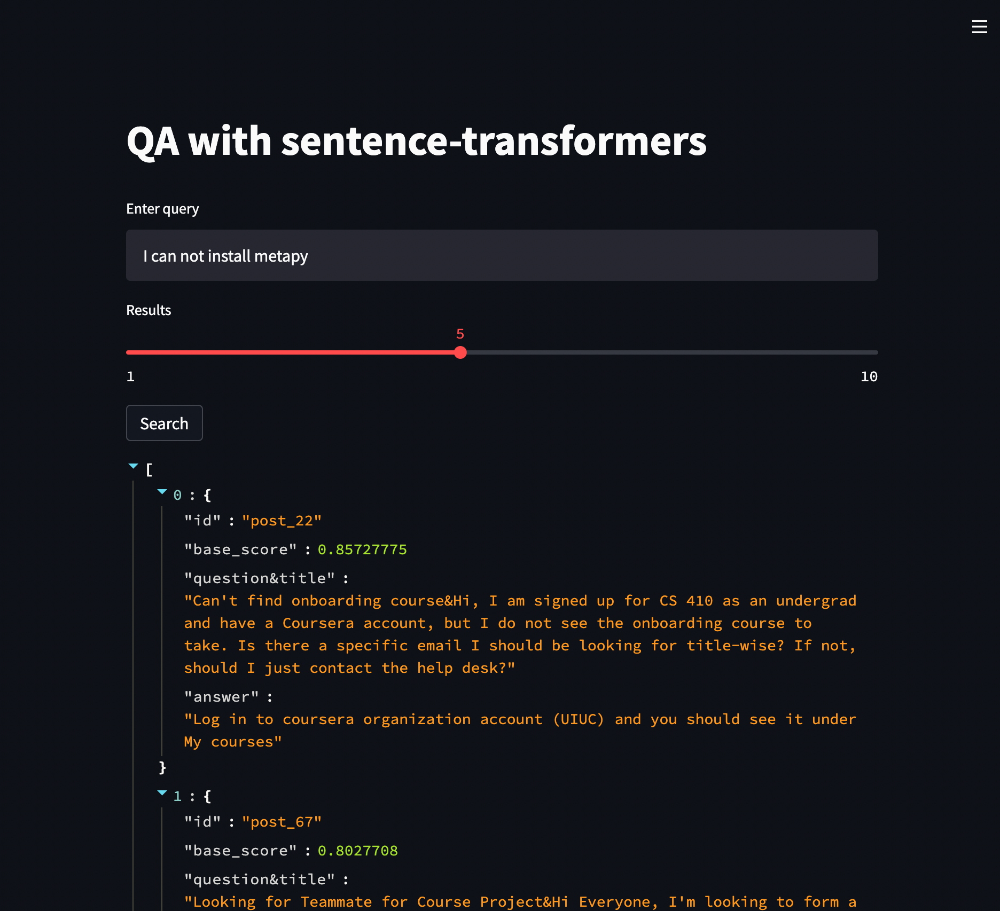 QA with sentence-transformers
Enter query
I can not install metapy
Results
5
1
10
Search
[
0 : {
"id" : "post_22"
"base_score" : 0.85727775
"question&title" :
"Can't find onboarding course&Hi, I am signed up for CS 410 as an undergrad
and have a Coursera account, but I do not see the onboarding course to
take. Is there a specific email I should be looking for title-wise? If not,
should I just contact the help desk?"
"answer" :
"Log in to coursera organization account (UIUC) and you should see it under
My courses"
}
1 : {
"id" : "post_67"
"base_score" : 0.8027708
"question&title" :
"Looking for Teammate for Course Project&Hi Everyone, I'm looking to form a